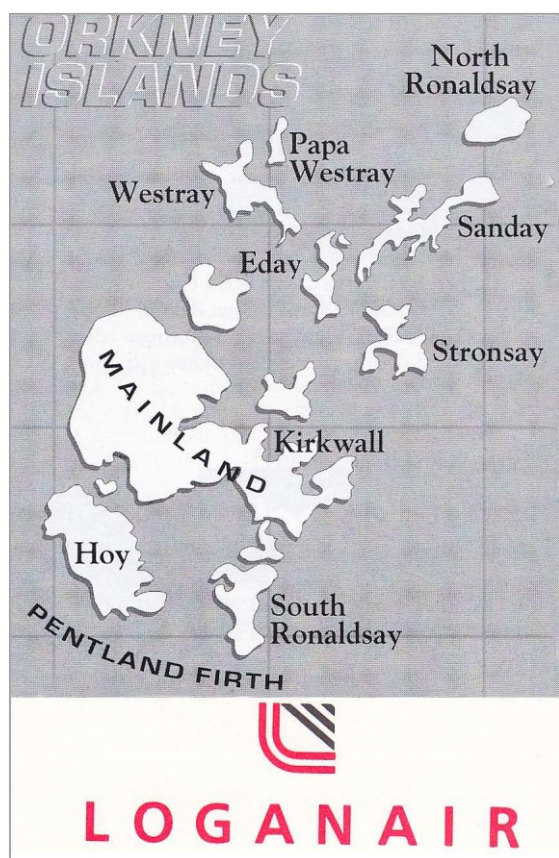 ORKNEY
ISLANDS
North
Ronaldsay
Papa
Westray
Westray
Sanday
Eday
Stronsay
MAINLAND
Kirkwall
Hoy
South
Ronaldsay
PENTLAND FIRTH
LOGANAIR